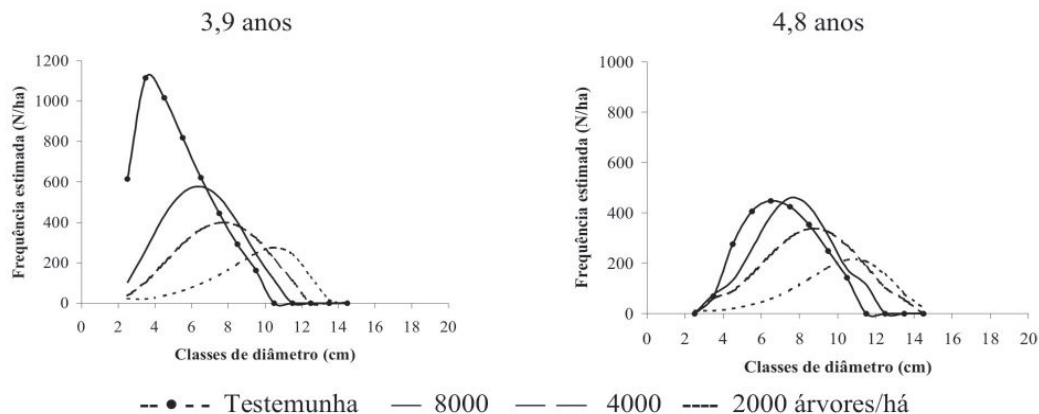 3,9 anos
4,8 anos
Frequência estimada (N/ha)
1200
1000
800
600
400
200
0
0 2 4 6 8 10 12 14 16 18 20
Classes de diâmetro (cm)
Frequência estimada (N/ha)
1000
800
600
400
200
0
0 2 4 6 8 10 12 14 16 18 20
Classes de diâmetro (cm)
Testemunha 8000 4000 2000 árvores/há